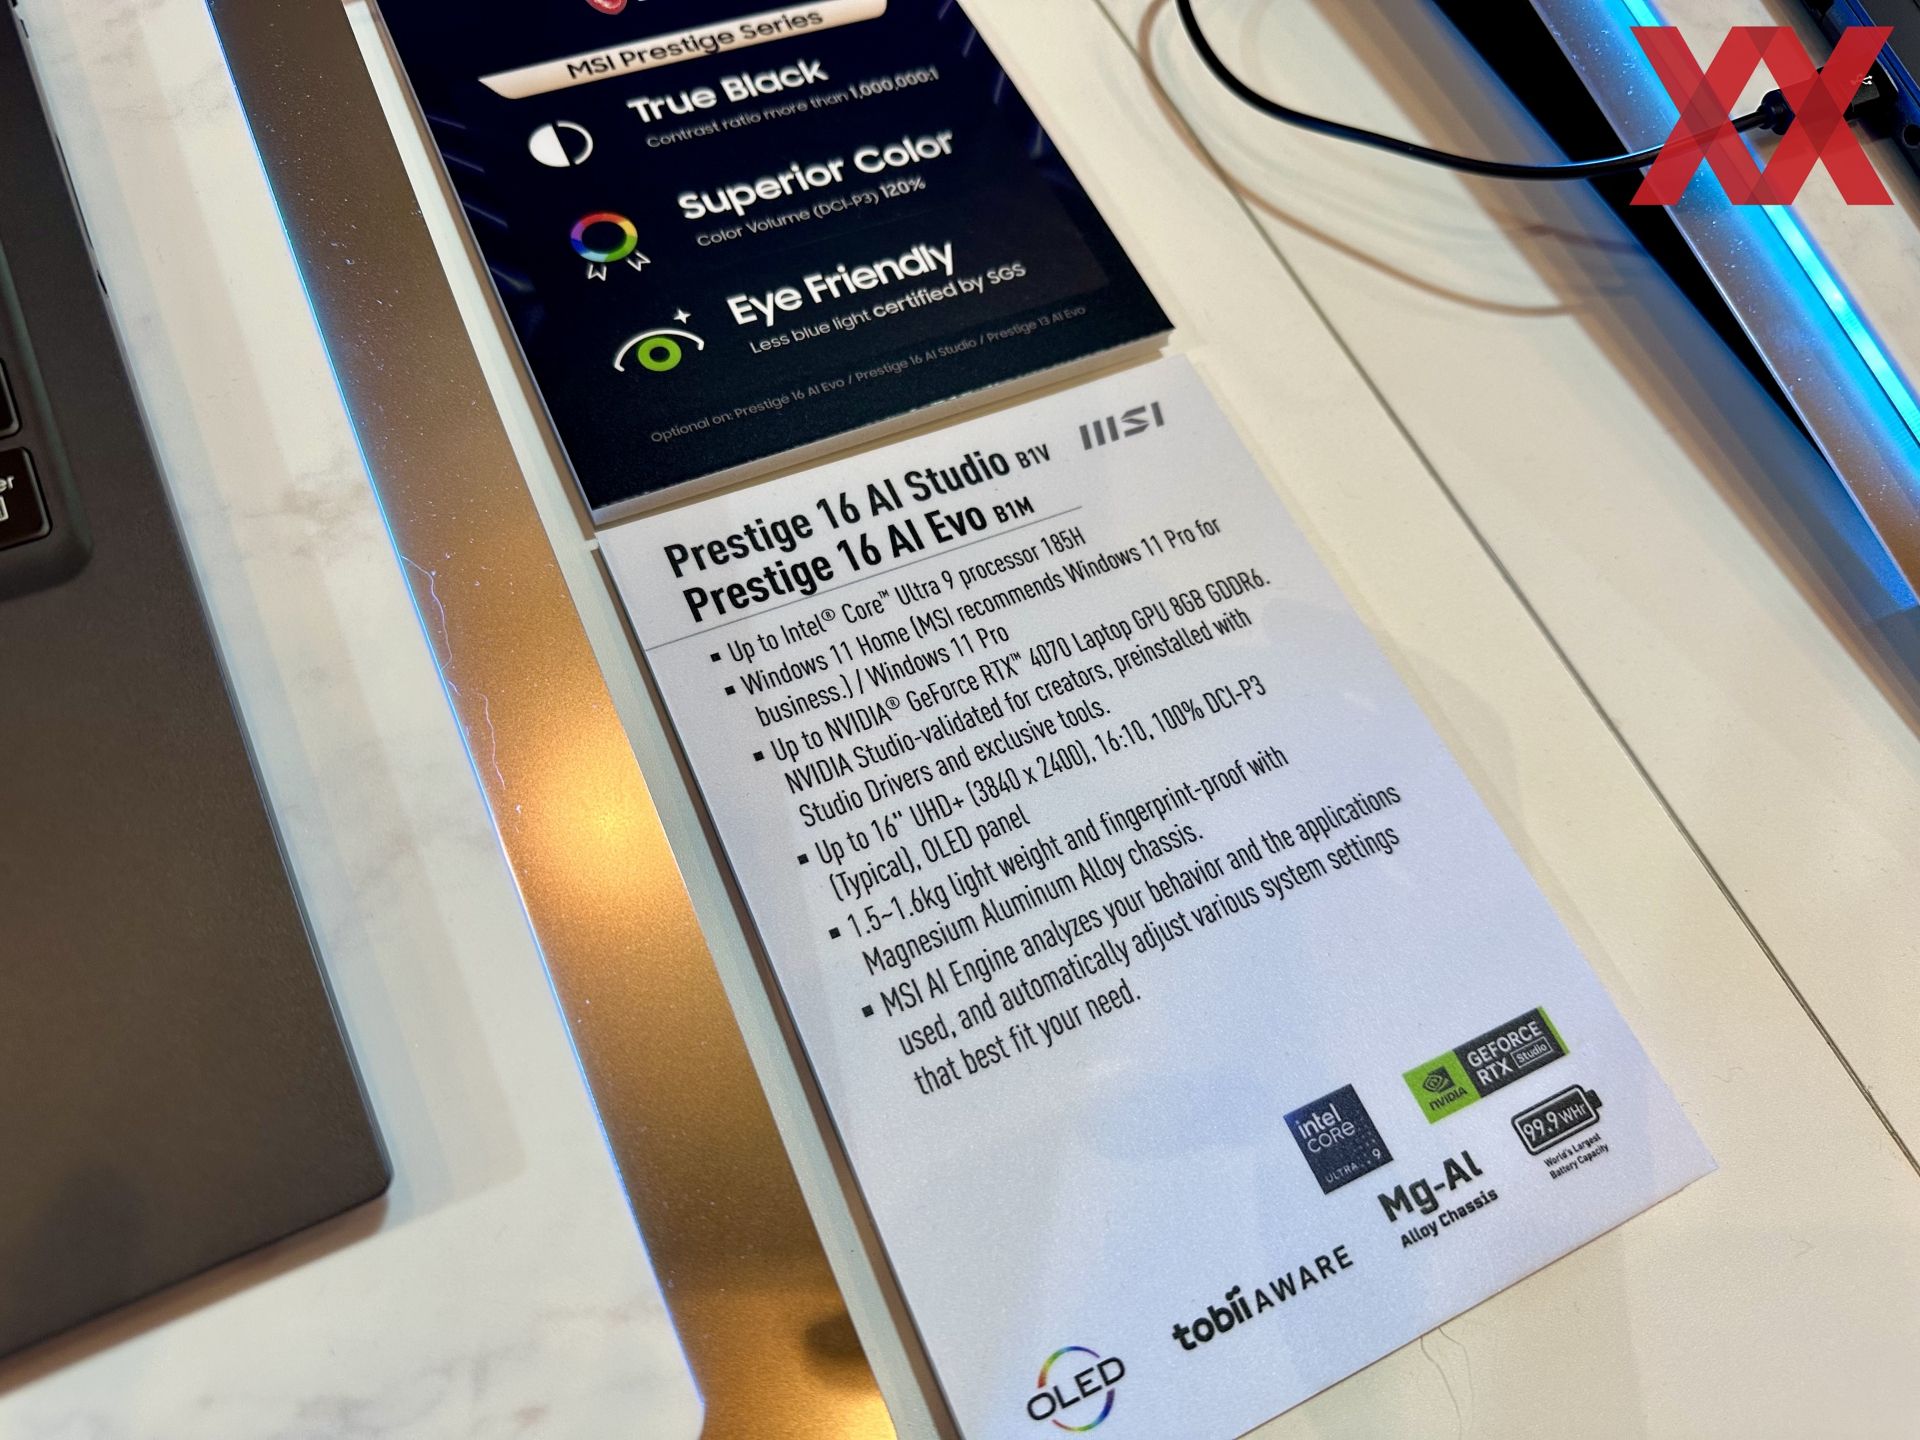 MSI Prestige Series
True Black
Contrast ratio more than 1,000,000:1
Superior Color
Color Volume (DCI-P3) 120%
Eye Friendly
Less blue light certified by SGS
Optional on: Prestige 16 AI Evo / Prestige 16 AI Studio / Prestige 13 AI Evo
msi
Prestige 16 AI Studio B1V
Prestige 16 AI Evo B1M
▪ Up to Intel® Core™ Ultra 9 processor 185H
▪ Windows 11 Home (MSI recommends Windows 11 Pro for
business.) / Windows 11 Pro
▪ Up to NVIDIA® GeForce RTX™ 4070 Laptop GPU 8GB GDDR6.
NVIDIA Studio-validated for creators, preinstalled with
Studio Drivers and exclusive tools.
▪ Up to 16" UHD+ (3840 x 2400), 16:10, 100% DCI-P3
(Typical), OLED panel
▪ 1.5~1.6kg light weight and fingerprint-proof with
Magnesium Aluminum Alloy chassis.
▪ MSI AI Engine analyzes your behavior and the applications
used, and automatically adjust various system settings
that best fit your need.
NVIDIA
GEFORCE
RTX Studio
intel
CORE
ULTRA 9
99.9WHr
World's Largest
Battery Capacity
Mg-Al
Alloy Chassis
tobii AWARE
OLED